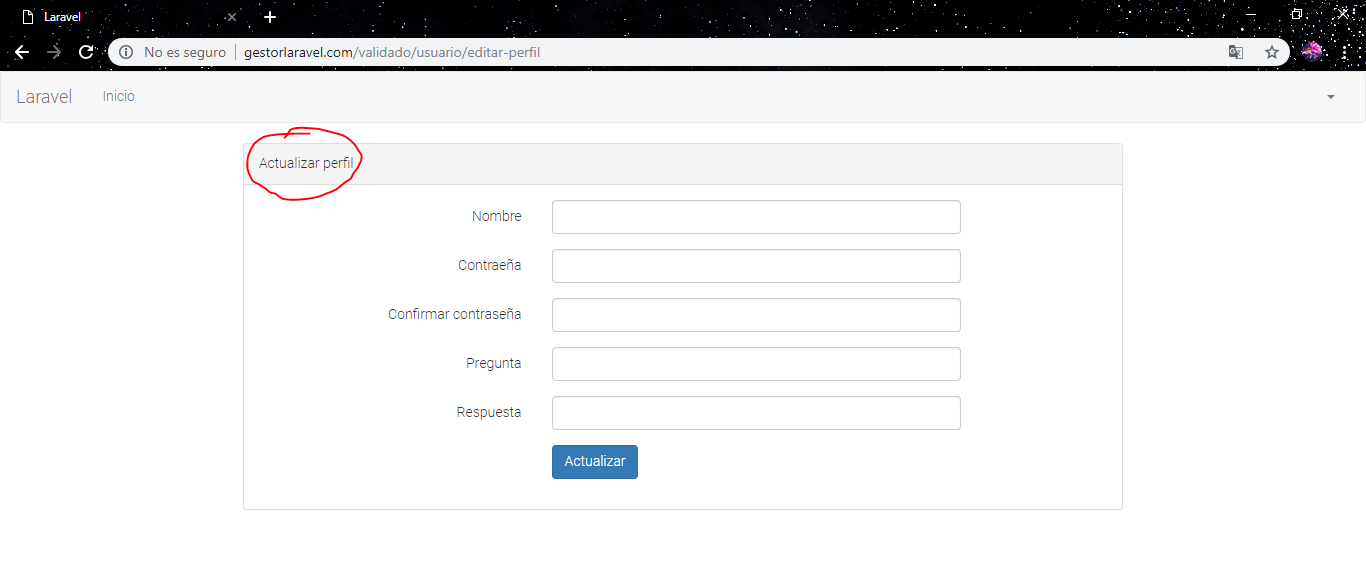 Laravel
No es seguro gestorlaravel.com/validado/usuario/editar-perfil
Laravel Inicio
Actualizar perfil
Nombre
Contraeña
Confirmar contraseña
Pregunta
Respuesta
Actualizar